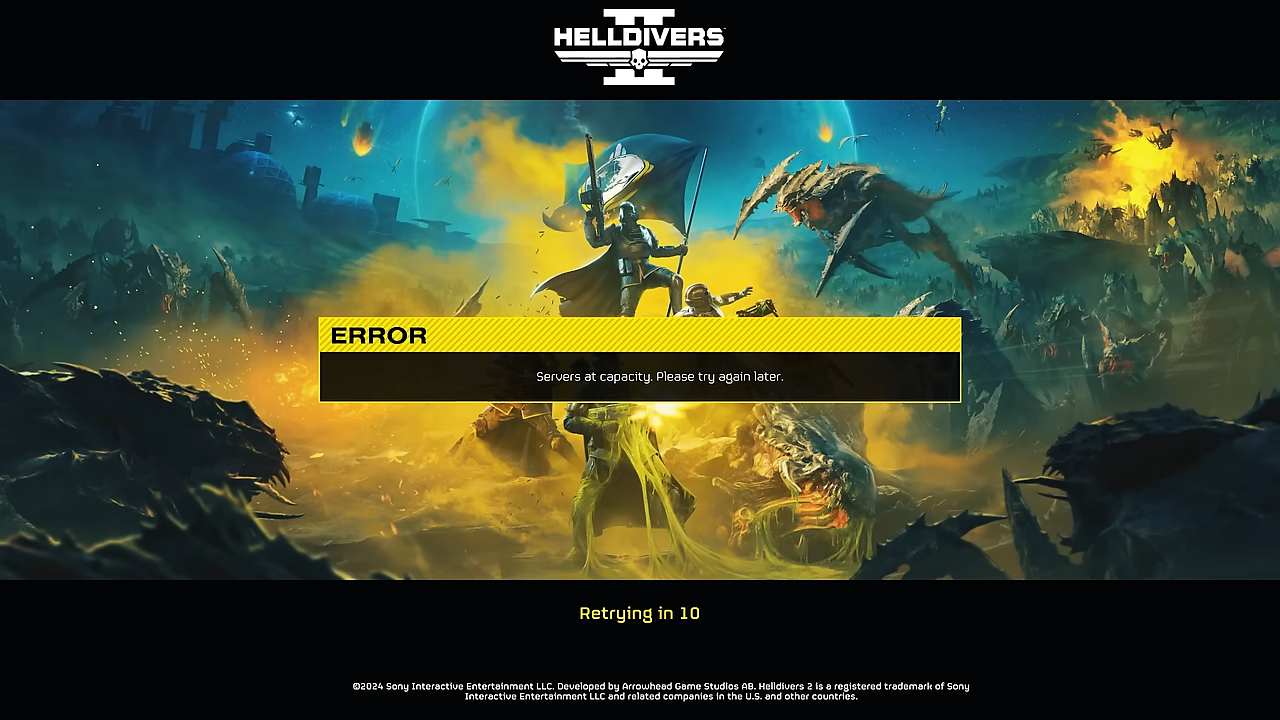 HELLDIVERS
II
ERROR
Servers at capacity. Please try again later.
Retrying in 10
©2024 Sony Interactive Entertainment LLC. Developed by Arrowhead Game Studios AB. Helldivers 2 is a registered trademark of Sony
Interactive Entertainment LLC and related companies in the U.S. and other countries.